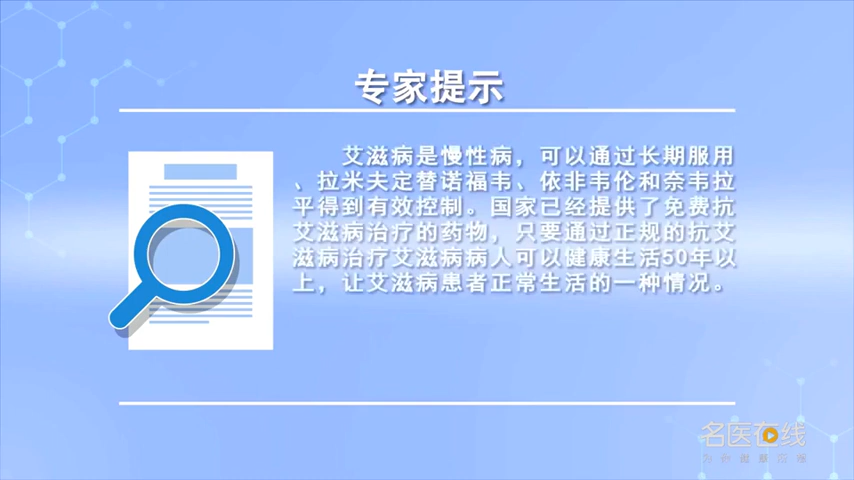 专家提示
艾滋病是慢性病，可以通过长期服用
、拉米夫定替诺福韦、依非韦伦和奈韦拉
平得到有效控制。国家已经提供了免费抗
艾滋病治疗的药物，只要通过正规的抗艾
滋病治疗艾滋病病人可以健康生活50年以
上，让艾滋病患者正常生活的一种情况。
名医在线